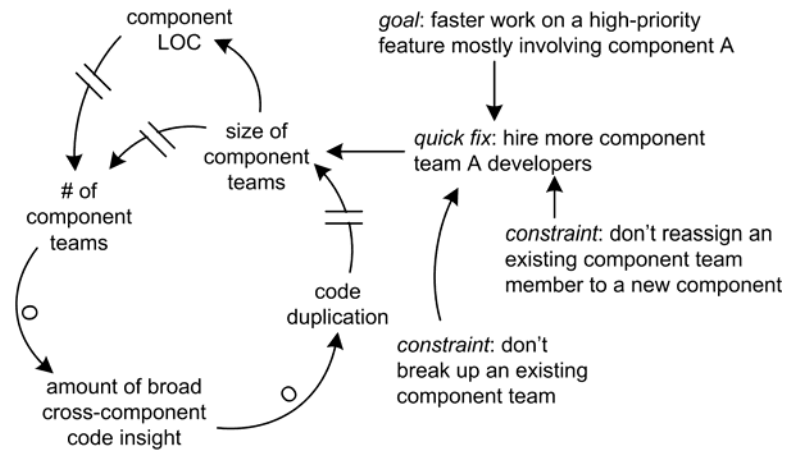 component
LOC
goal: faster work on a high-priority
feature mostly involving component A
size of
component
teams
quick fix: hire more component
team A developers
# of
component
teams
constraint: don't reassign an
existing component team
member to a new component
code
duplication
constraint: don't
break up an existing
component team
amount of broad
cross-component
code insight
O
O